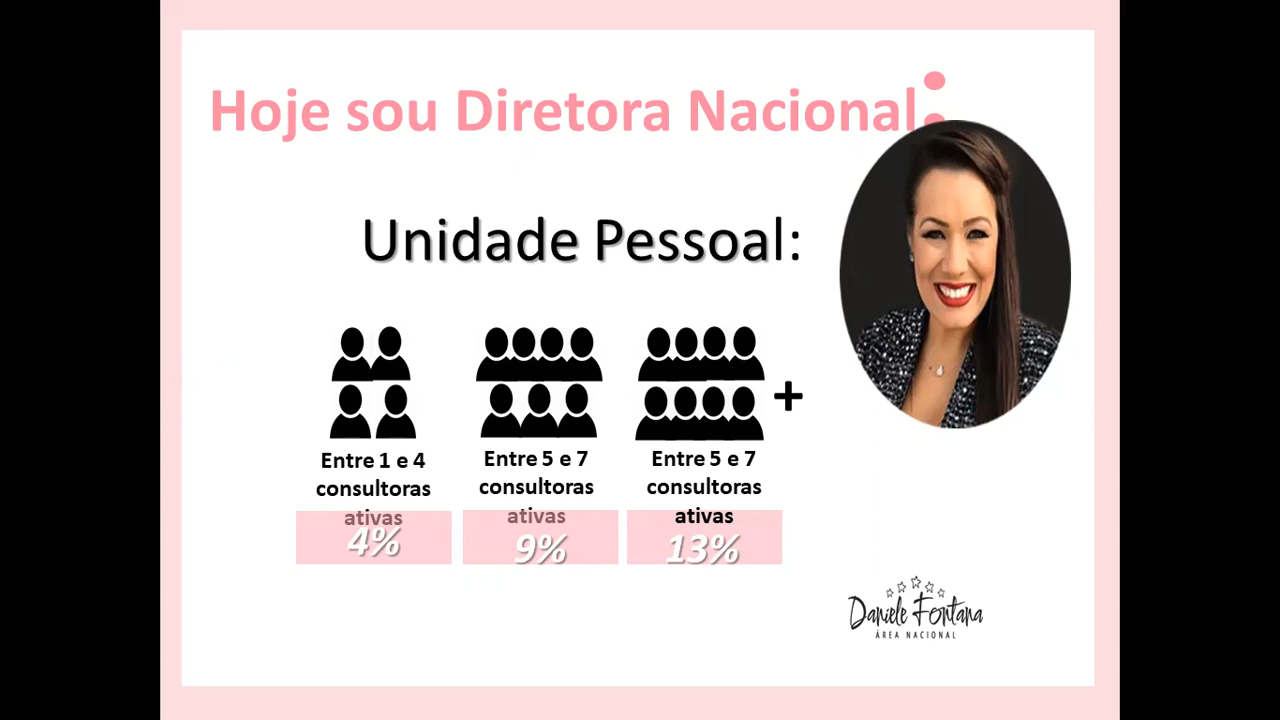 Hoje sou Diretora Nacional:
Unidade Pessoal:
+
Entre 1 e 4
consultoras
ativas
4%
Entre 5 e 7
consultoras
ativas
9%
Entre 5 e 7
consultoras
ativas
13%
Daniele Fontana
ÁREA NACIONAL